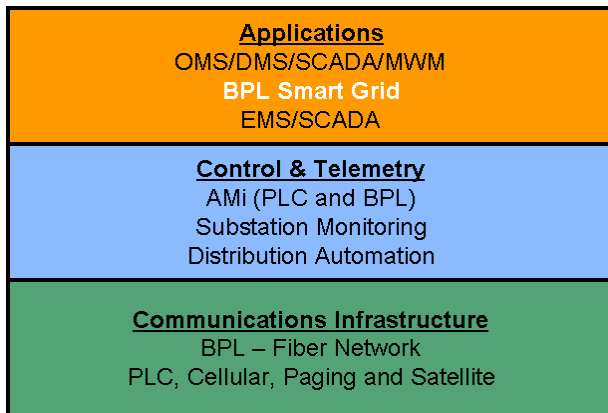 Applications
OMS/DMS/SCADA/MWM
BPL Smart Grid
EMS/SCADA
Control & Telemetry
AMi (PLC and BPL)
Substation Monitoring
Distribution Automation
Communications Infrastructure
BPL – Fiber Network
PLC, Cellular, Paging and Satellite